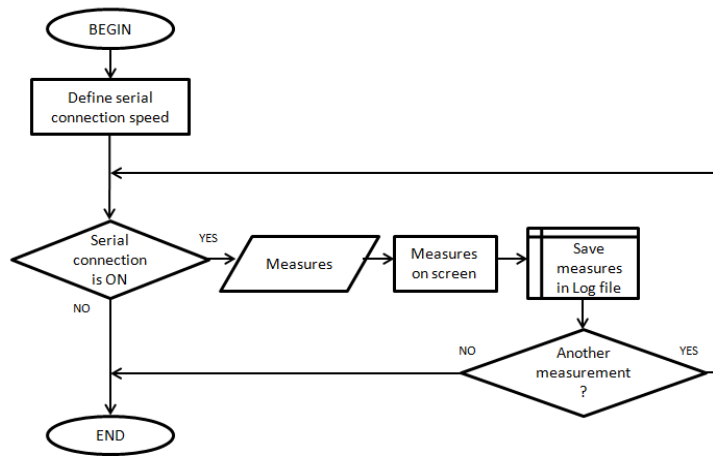 BEGIN
Define serial
connection speed
Serial
connection
is ON
YES
NO
Measures
Measures
on screen
Save
measures
in Log file
Another
measurement
?
NO
YES
END